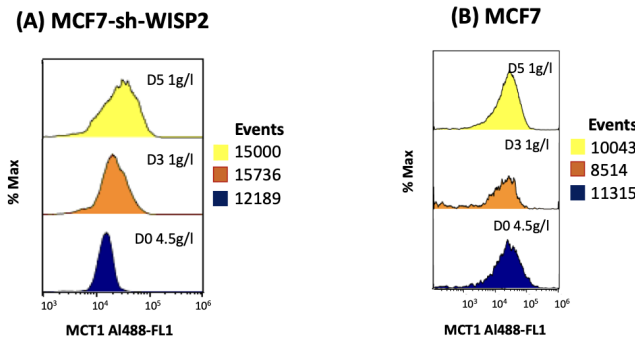 (A) MCF7-sh-WISP2
D5 1g/l
D3 1g/l
D0 4.5g/l
% Max
10³ 10⁴ 10⁵ 10⁶
MCT1 Al488-FL1
Events
15000
15736
12189
(B) MCF7
D5 1g/l
D3 1g/l
D0 4.5g/l
% Max
10³ 10⁴ 10⁵ 10⁶
MCT1 Al488-FL1
Events
10043
8514
11315